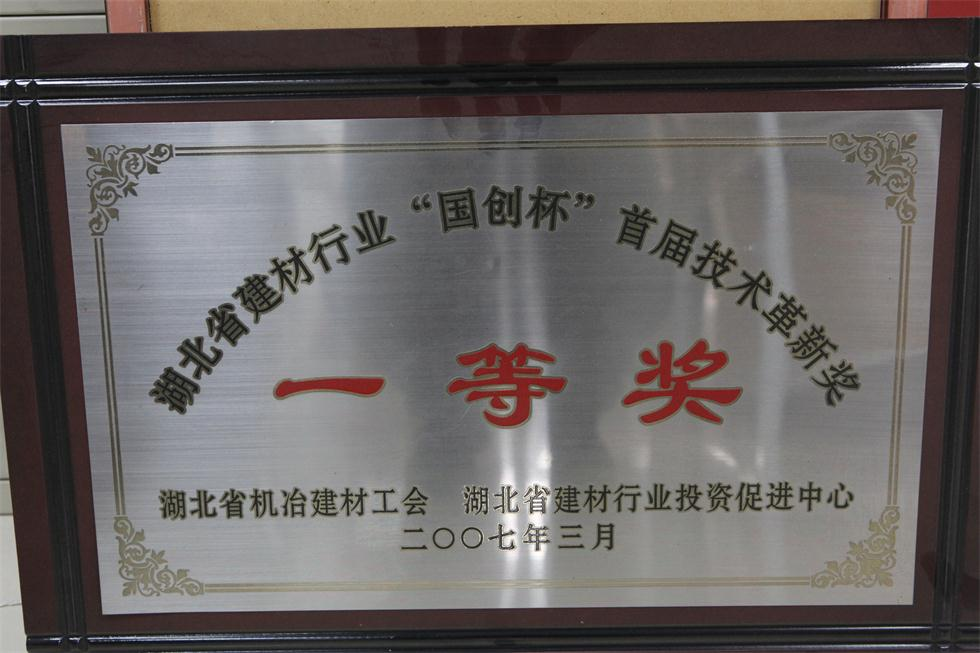 湖北省建材行业“国创杯”首届技术革新奖
一等奖
湖北省机冶建材工会 湖北省建材行业投资促进中心
二〇〇七年三月